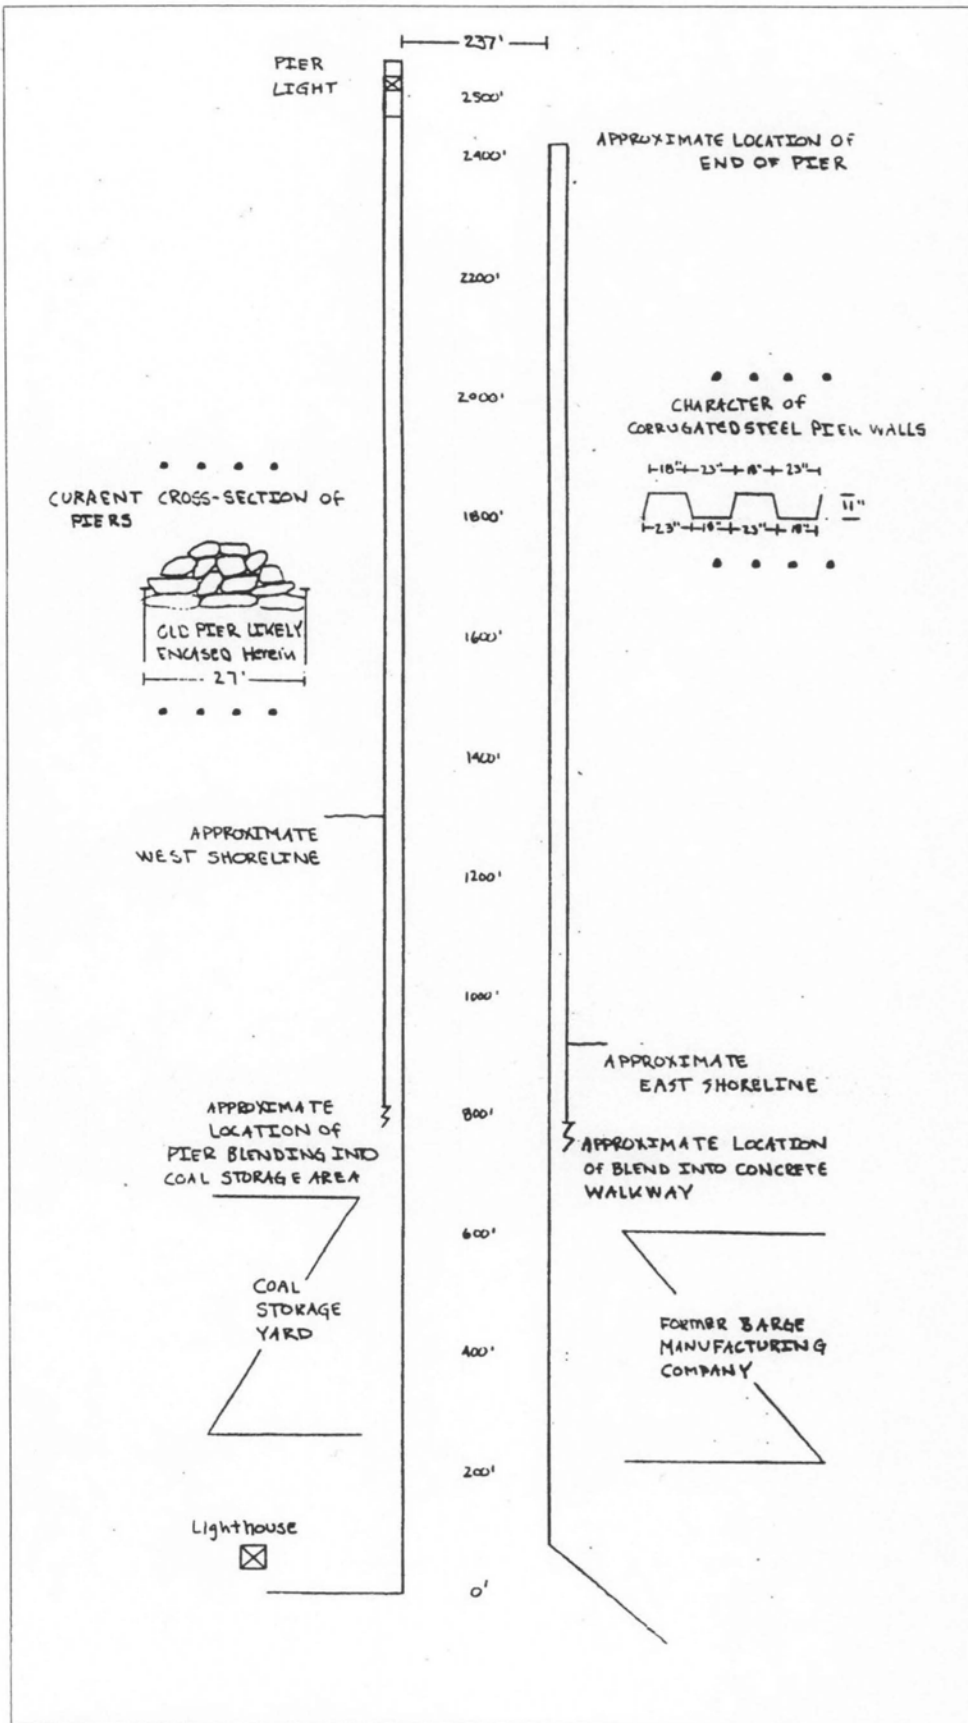 237'
PIER
LIGHT
2500'
2400'
APPROXIMATE LOCATION OF
END OF PIER
2200'
2000'
CHARACTER of
CORRUGATED STEEL PIER WALLS
18" 23" 18" 23"
11"
23" 18" 23" 18"
CURRENT CROSS-SECTION OF
PIERS
1800'
OLD PIER LIKELY
ENCASED Herein
27'
1600'
1400'
APPROXIMATE
WEST SHORELINE
1200'
1000'
APPROXIMATE
EAST SHORELINE
800'
APPROXIMATE
LOCATION Of
PIER BLENDING INTO
COAL STORAGE AREA
APPROXIMATE LOCATION
OF BLEND INTO CONCRETE
WALKWAY
600'
COAL
STORAGE
YARD
FORMER BARGE
MANUFACTURING
COMPANY
400'
200'
Lighthouse
0'